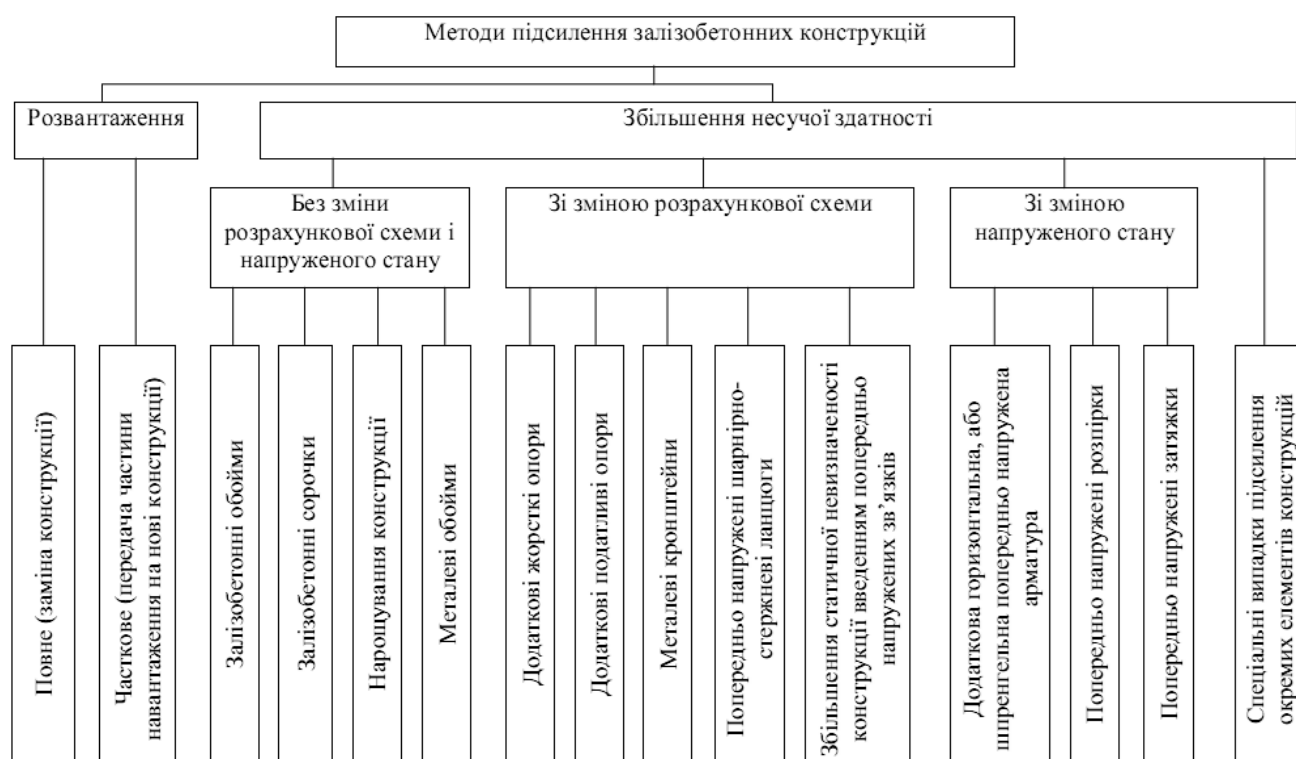 Методи підсилення залізобетонних конструкцій
Розвантаження
Збільшення несучої здатності
Без зміни
розрахункової схеми і
напруженого стану
Зі зміною розрахункової схеми
Зі зміною
напруженого стану
Повне (заміна конструкції)
Часткове (передача частини
навантаження на нові конструкції)
Залізобетонні обойми
Залізобетонні сорочки
Нарощування конструкції
Металеві обойми
Додаткові жорсткі опори
Додаткові податливі опори
Металеві кронштейни
Попередньо напружені шарнірно-
стержневі ланцюги
Збільшення статичної невизначеності
конструкції введенням попередньо
напружених зв’язків
Додаткова горизонтальна, або
шпренгельна попередньо напружена
арматура
Попередньо напружені розпірки
Попередньо напружені затяжки
Спеціальні випадки підсилення
окремих елементів конструкцій